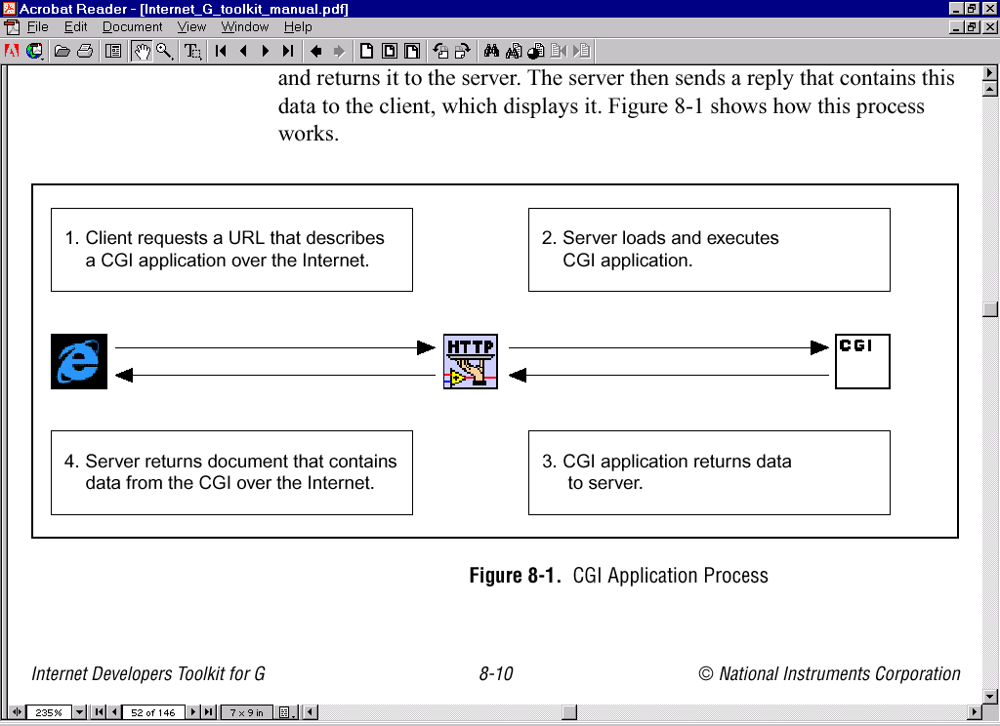 Acrobat Reader - [Internet_G_toolkit_manual.pdf]
File Edit Document View Window Help
and returns it to the server. The server then sends a reply that contains this
data to the client, which displays it. Figure 8-1 shows how this process
works.
1. Client requests a URL that describes
a CGI application over the Internet.
2. Server loads and executes
CGI application.
HTTP
CGI
4. Server returns document that contains
data from the CGI over the Internet.
3. CGI application returns data
to server.
Figure 8-1. CGI Application Process
Internet Developers Toolkit for G 8-10 © National Instruments Corporation
235% 52 of 146 7 x 9 in